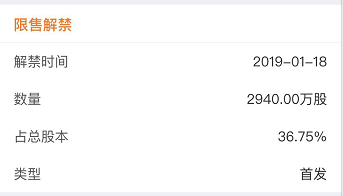 限售解禁
解禁时间 2019-01-18
数量 2940.00万股
占总股本 36.75%
类型 首发